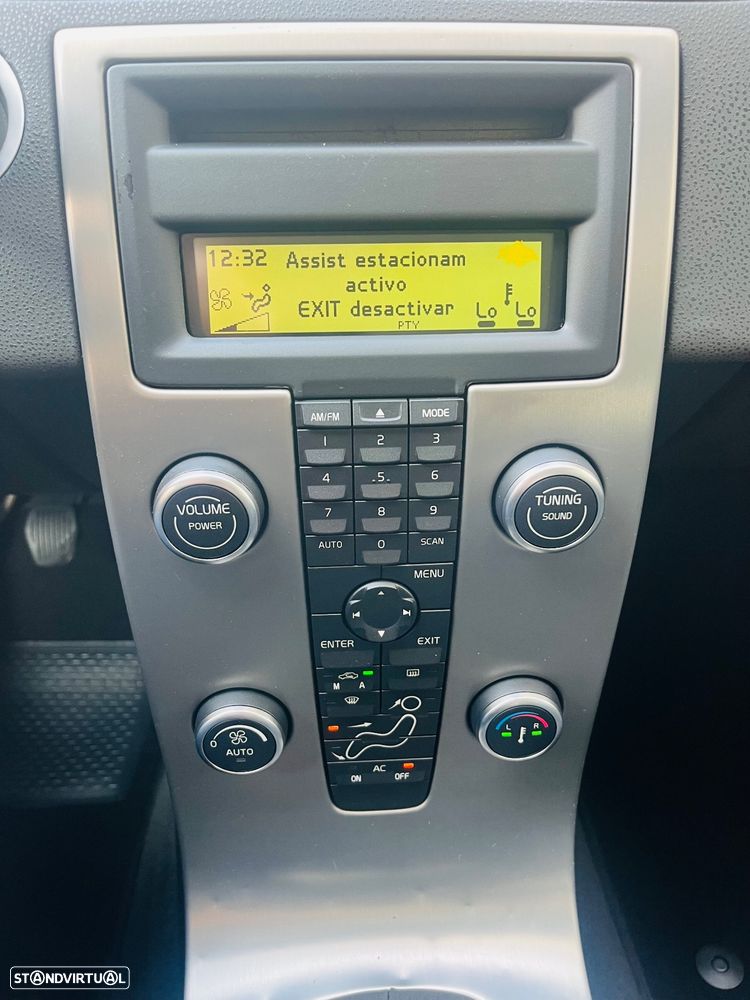 12:32
Assist estacionam
activo
EXIT desactivar
PTY
Lo Lo
AM/FM MODE
1 2 3
4 -5- 6
7 8 9
AUTO 0 SCAN
VOLUME
POWER
TUNING
SOUND
MENU
ENTER EXIT
M A
0 AUTO
L R
AC
ON OFF
STANDVIRTUAL